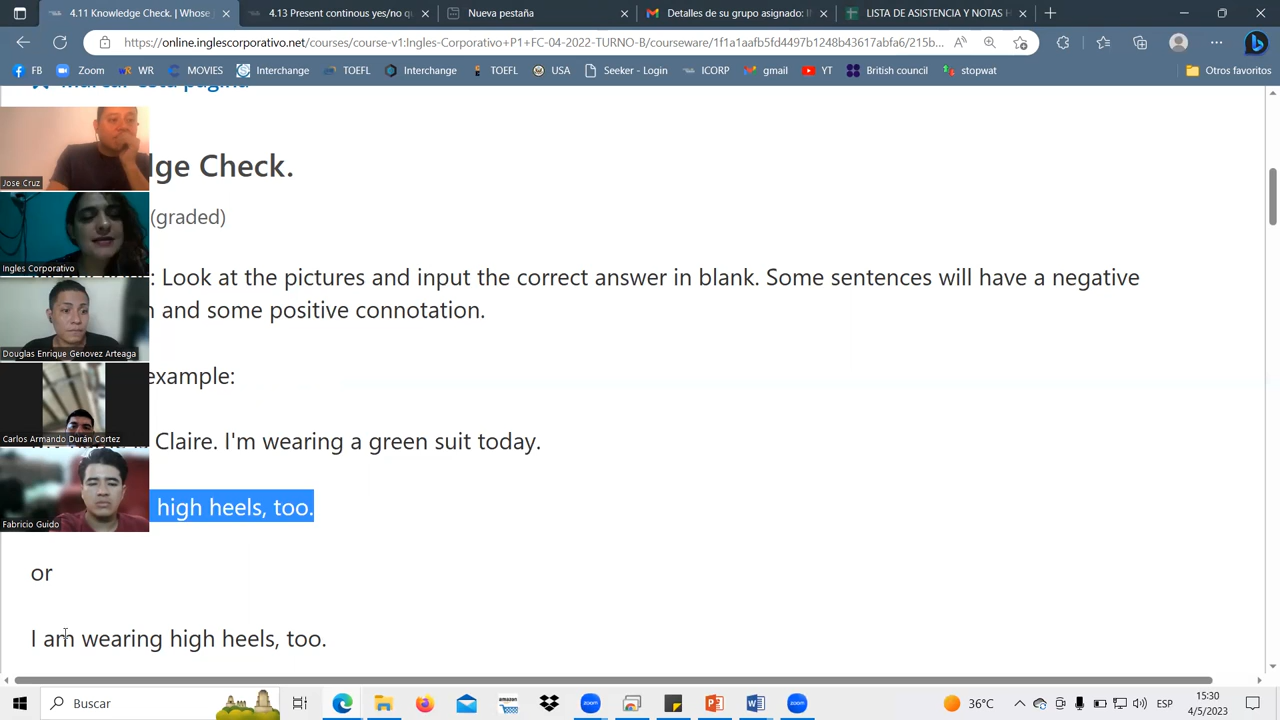 4.11 Knowledge Check. | Whose j
4.13 Present continous yes/no qu
Nueva pestaña
Detalles de su grupo asignado: I
LISTA DE ASISTENCIA Y NOTAS H
https://online.inglescorporativo.net/courses/course-v1:Ingles-Corporativo+P1+FC-04-2022-TURNO-B/courseware/1f1a1aafb5fd4497b1248b43617abfa6/215b...
FB
Zoom
WR
MOVIES
Interchange
TOEFL
Interchange
TOEFL
USA
Seeker - Login
ICORP
gmail
YT
British council
stopwat
Otros favoritos
Marcar esta página
Jose Cruz
ge Check.
(graded)
Ingles Corporativo
: Look at the pictures and input the correct answer in blank. Some sentences will have a negative
and some positive connotation.
Douglas Enrique Genovez Arteaga
example:
Carlos Armando Durán Cortez
Claire. I'm wearing a green suit today.
high heels, too.
Fabricio Guido
or
I am wearing high heels, too.
Buscar
36°C
ESP
15:30
4/5/2023